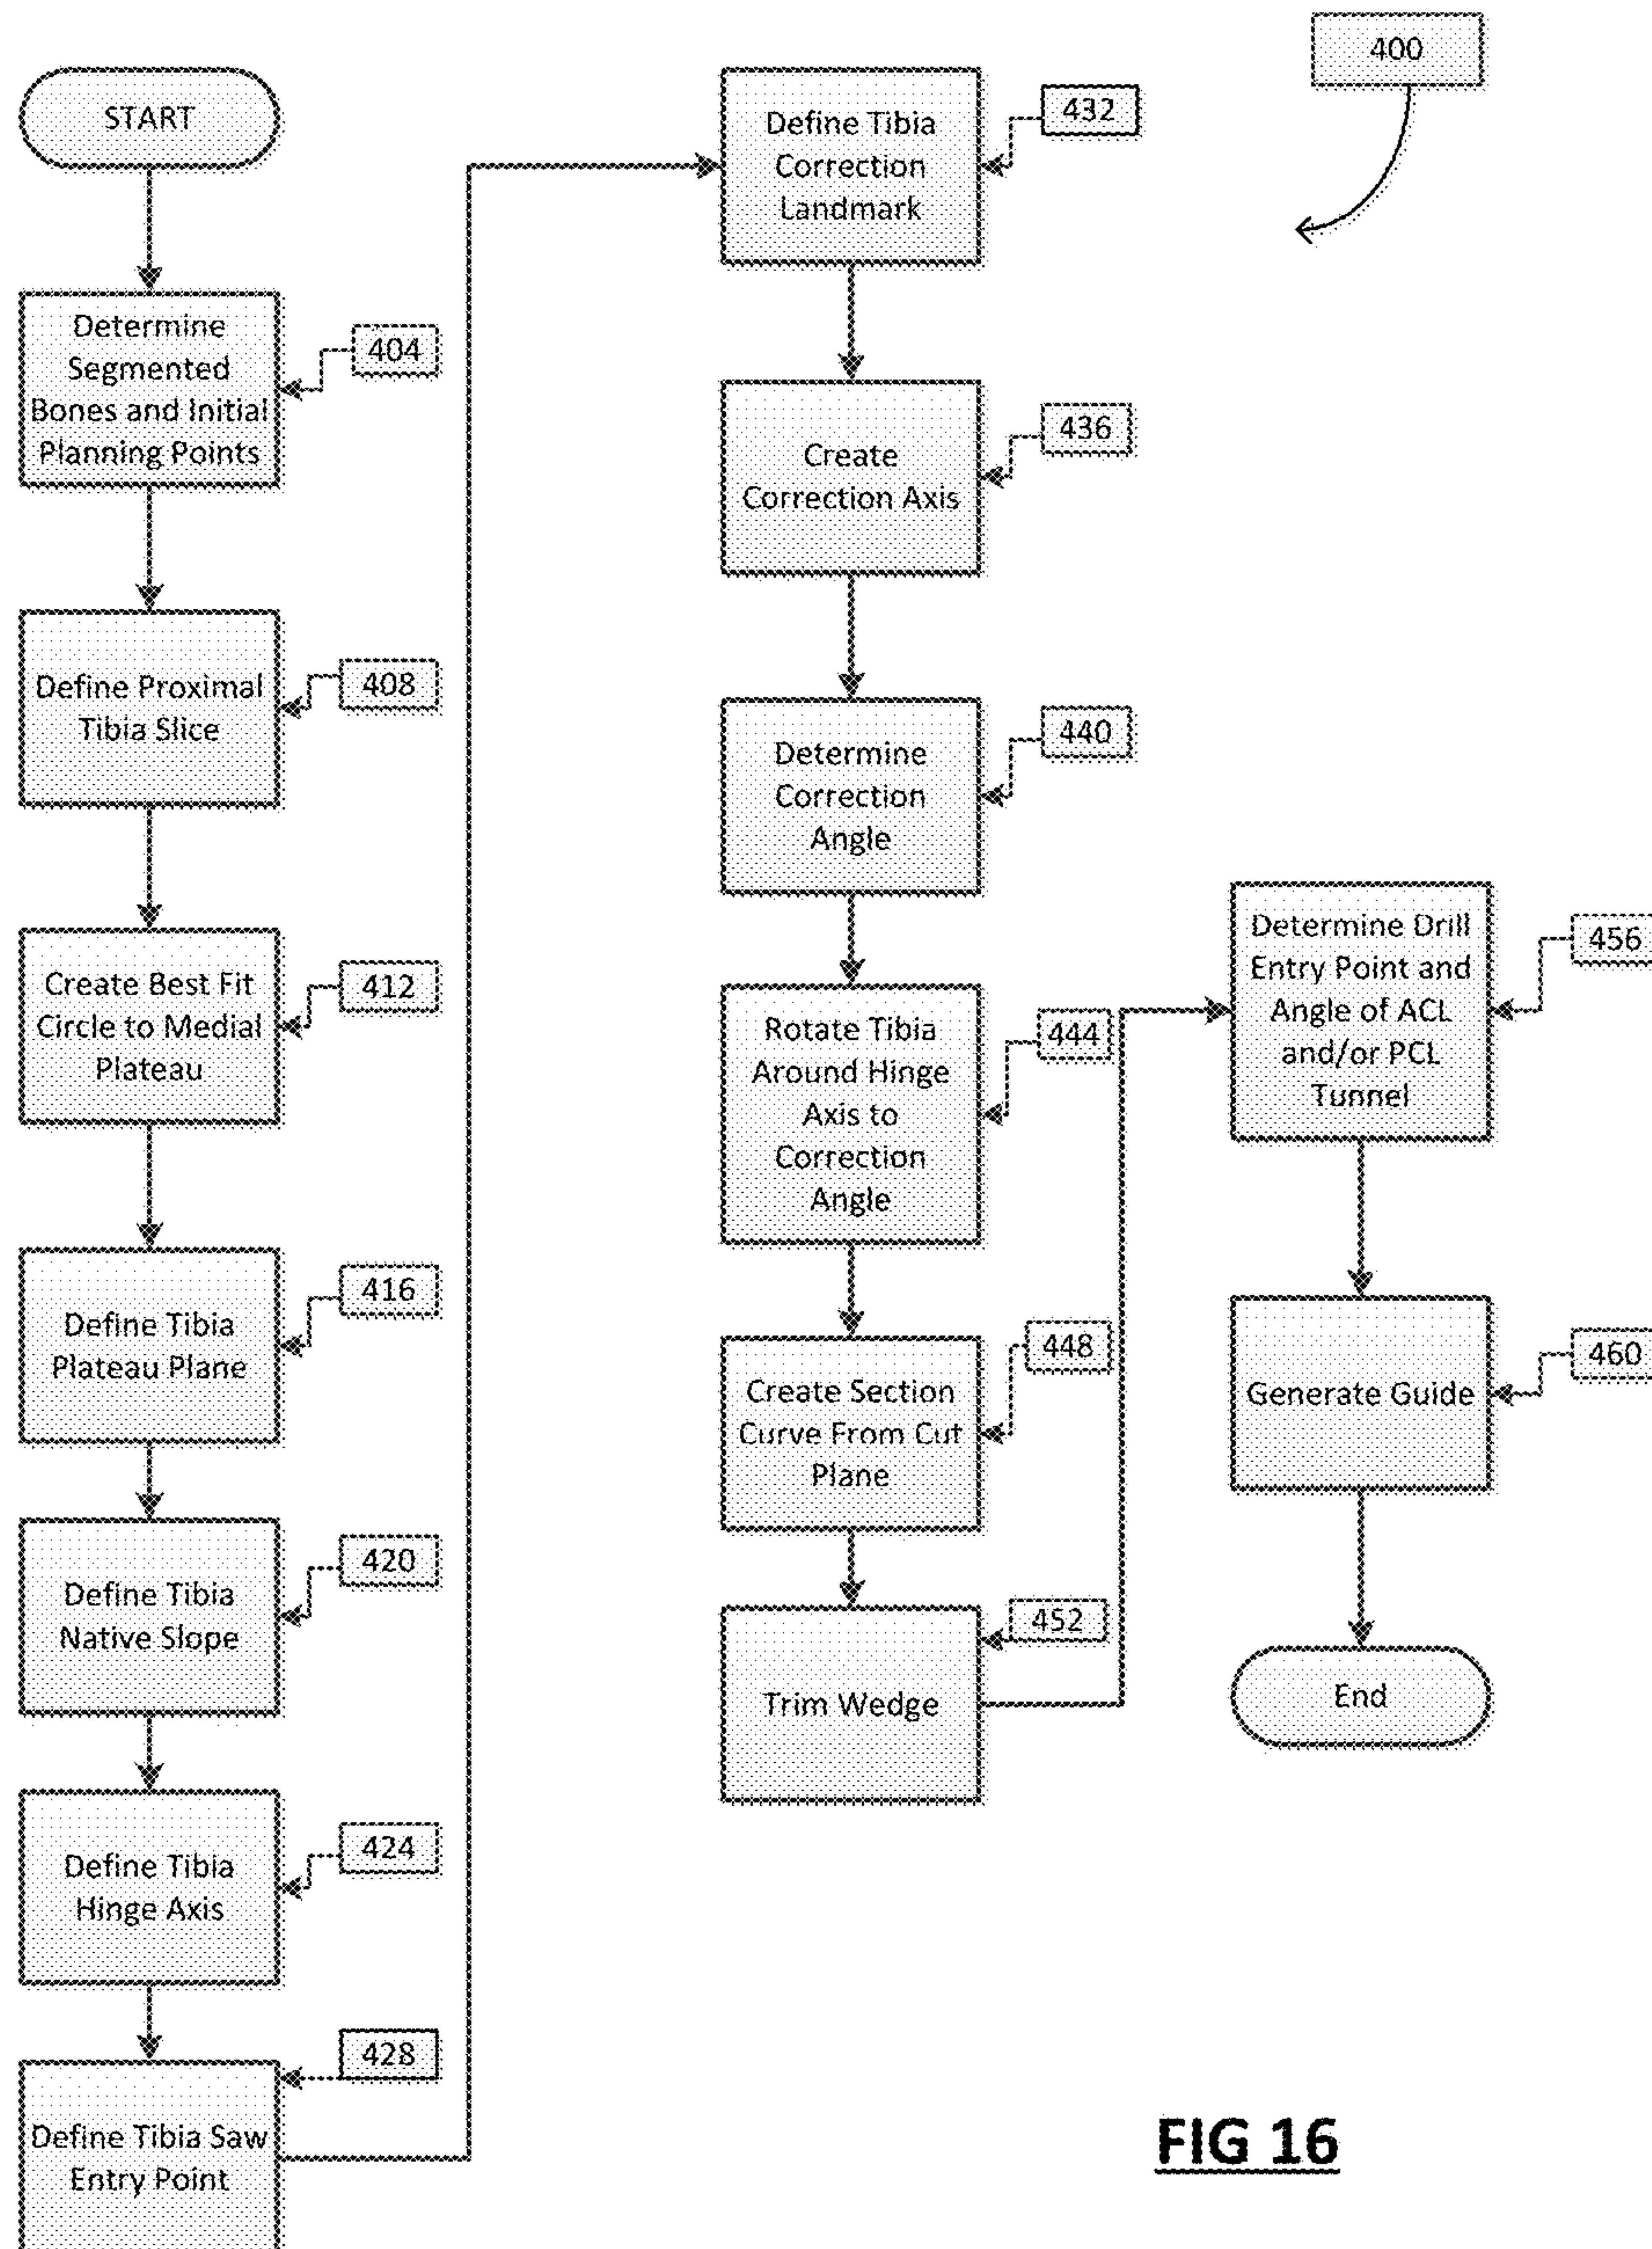 START
Determine
Segmented
Bones and Initial
Planning Points
404
Define Proximal
Tibia Slice
408
Create Best Fit
Circle to Medial
Plateau
412
Define Tibia
Plateau Plane
416
Define Tibia
Native Slope
420
Define Tibia
Hinge Axis
424
Define Tibia Saw
Entry Point
428
Define Tibia
Correction
Landmark
432
Create
Correction Axis
436
Determine
Correction
Angle
440
Rotate Tibia
Around Hinge
Axis to
Correction
Angle
444
Create Section
Curve From Cut
Plane
448
Trim Wedge
452
400
Determine Drill
Entry Point and
Angle of ACL
and/or PCL
Tunnel
456
Generate Guide
460
End
FIG 16